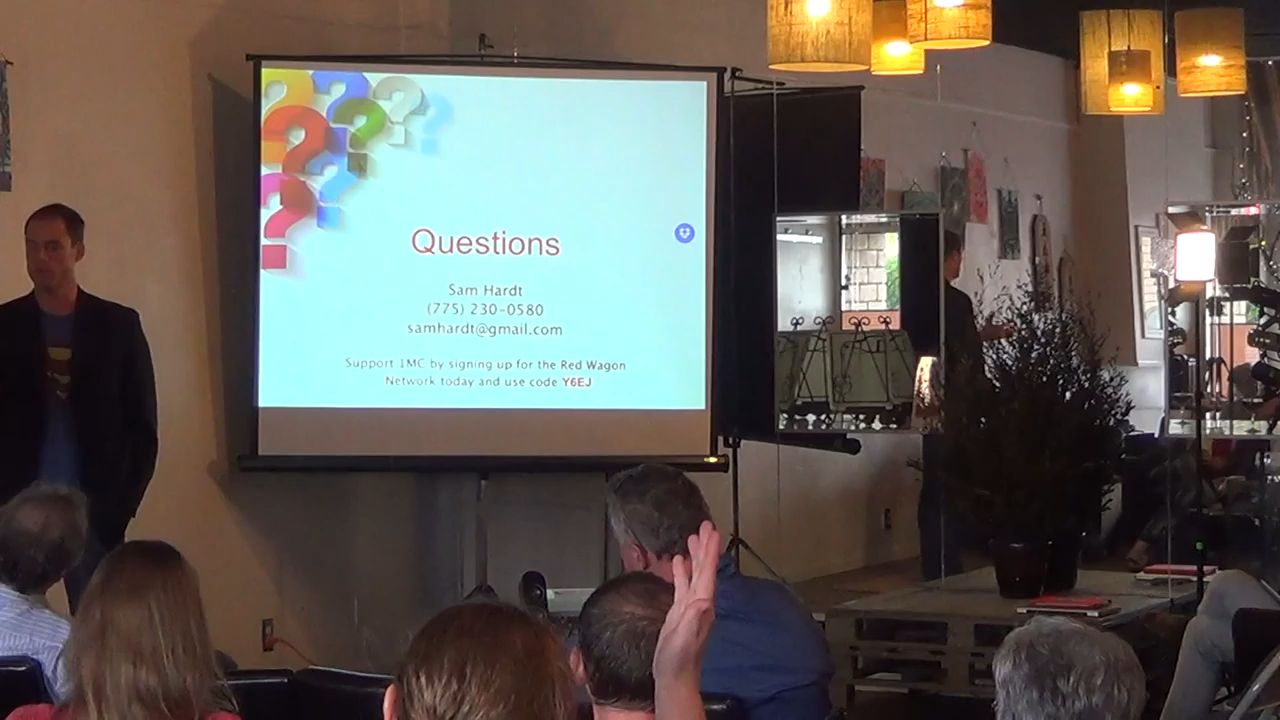 Questions
Sam Hardt
(775) 230-0580
samhardt@gmail.com
Support 1MC by signing up for the Red Wagon
Network today and use code Y6EJ